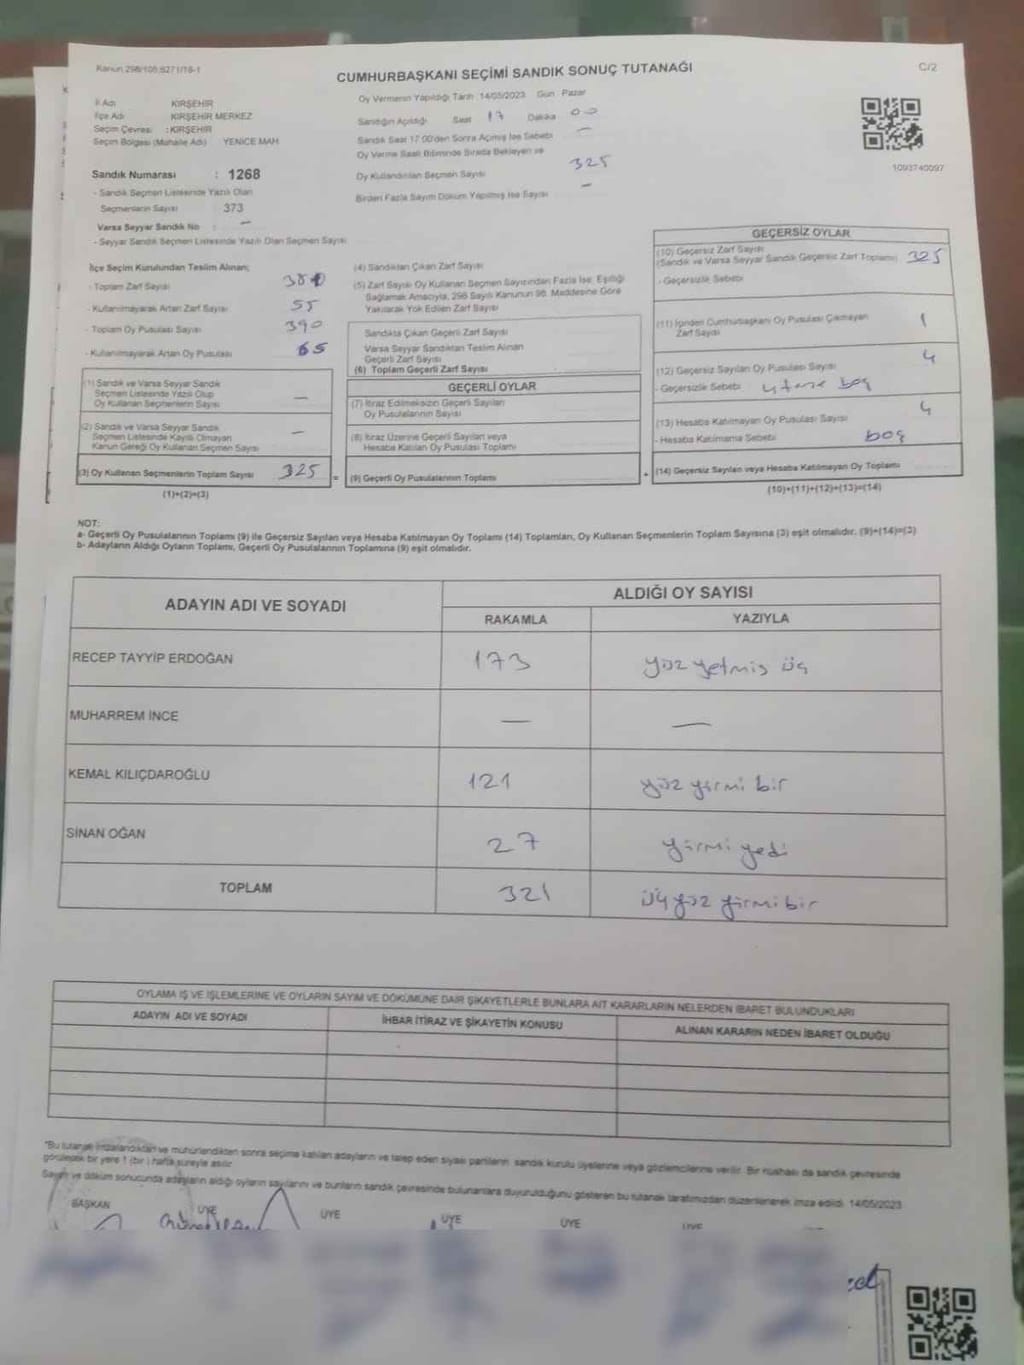 Kanun 298/105;6271/16-1
C/2
CUMHURBAŞKANI SEÇİMİ SANDIK SONUÇ TUTANAĞI
İl Adı KIRŞEHİR
İlçe Adı KIRŞEHİR MERKEZ
Seçim Çevresi : KIRŞEHİR
Seçim Bölgesi (Mahalle Adı) YENİCE MAH
Sandık Numarası : 1268
- Sandık Seçmen Listesinde Yazılı Olan
Seçmenlerin Sayısı 373
Varsa Seyyar Sandık No : –
- Seyyar Sandık Seçmen Listesinde Yazılı Olan Seçmen Sayısı
Oy Vermenin Yapıldığı Tarih :14/05/2023 Gün Pazar
Sandığın Açıldığı Saat 17 Dakika 00
Sandık Saat 17:00'den Sonra Açılmış İse Sebebi –
Oy Verme Saati Bitiminde Sırada Bekleyen ve
Oy Kullandırılan Seçmen Sayısı 325
Birden Fazla Sayım Döküm Yapılmış İse Sayısı –
1093740097
İlçe Seçim Kurulundan Teslim Alınan;
- Toplam Zarf Sayısı 380
- Kullanılmayarak Artan Zarf Sayısı 55
- Toplam Oy Pusulası Sayısı 390
- Kullanılmayarak Artan Oy Pusulası 65
(1) Sandık ve Varsa Seyyar Sandık
Seçmen Listesinde Yazılı Olup
Oy Kullanan Seçmenlerin Sayısı –
(2) Sandık ve Varsa Seyyar Sandık
Seçmen Listesinde Kayıtlı Olmayan
Kanun Gereği Oy Kullanan Seçmen Sayısı –
(3) Oy Kullanan Seçmenlerin Toplam Sayısı 325 =
(1)+(2)=(3)
(4) Sandıktan Çıkan Zarf Sayısı
(5) Zarf Sayısı Oy Kullanan Seçmen Sayısından Fazla İse, Eşitliği
Sağlamak Amacıyla, 298 Sayılı Kanunun 98. Maddesine Göre
Yakılarak Yok Edilen Zarf Sayısı
Sandıkta Çıkan Geçerli Zarf Sayısı
Varsa Seyyar Sandıktan Teslim Alınan
Geçerli Zarf Sayısı
(6) Toplam Geçerli Zarf Sayısı
GEÇERLİ OYLAR
(7) İtiraz Edilmeksizin Geçerli Sayılan
Oy Pusulalarının Sayısı
(8) İtiraz Üzerine Geçerli Sayılan veya
Hesaba Katılan Oy Pusulası Toplamı
(9) Geçerli Oy Pusulalarının Toplamı +
GEÇERSİZ OYLAR
(10) Geçersiz Zarf Sayısı
(Sandık ve Varsa Seyyar Sandık Geçersiz Zarf Toplamı) 325
- Geçersizlik Sebebi
(11) İçinden Cumhurbaşkanı Oy Pusulası Çıkmayan
Zarf Sayısı 1
(12) Geçersiz Sayılan Oy Pusulası Sayısı 4
- Geçersizlik Sebebi 4 tane boş
(13) Hesaba Katılmayan Oy Pusulası Sayısı 4
- Hesaba Katılmama Sebebi boş
(14) Geçersiz Sayılan veya Hesaba Katılmayan Oy Toplamı
(10)+(11)+(12)+(13)=(14)
NOT:
a- Geçerli Oy Pusulalarının Toplamı (9) ile Geçersiz Sayılan veya Hesaba Katılmayan Oy Toplamı (14) Toplamları, Oy Kullanan Seçmenlerin Toplam Sayısına (3) eşit olmalıdır. (9)+(14)=(3)
b- Adayların Aldığı Oyların Toplamı, Geçerli Oy Pusulalarının Toplamına (9) eşit olmalıdır.
ADAYIN ADI VE SOYADI
ALDIĞI OY SAYISI
RAKAMLA YAZIYLA
RECEP TAYYİP ERDOĞAN 173 yüz yetmiş üç
MUHARREM İNCE – –
KEMAL KILIÇDAROĞLU 121 yüz yirmi bir
SİNAN OĞAN 27 yirmi yedi
TOPLAM 321 üç yüz yirmi bir
OYLAMA İŞ VE İŞLEMLERİNE VE OYLARIN SAYIM VE DÖKÜMÜNE DAİR ŞİKAYETLERLE BUNLARA AİT KARARLARIN NELERDEN İBARET BULUNDUKLARI
ADAYIN ADI VE SOYADI İHBAR İTİRAZ VE ŞİKAYETİN KONUSU ALINAN KARARIN NEDEN İBARET OLDUĞU
*Bu tutanak imzalandıktan ve mühürlendikten sonra seçime katılan adayların ve talep eden siyasi partilerin sandık kurulu üyelerine veya gözlemcilerine verilir. Bir nüshası da sandık çevresinde
görülecek bir yere 1 (bir) hafta süreyle asılır.
Sayım ve döküm sonucunda adayların aldığı oyların sayılarını ve bunların sandık çevresinde bulunanlara duyurulduğunu gösteren bu tutanak tarafımızdan düzenlenerek imza edildi. 14/05/2023
BAŞKAN ÜYE ÜYE ÜYE ÜYE ÜYE